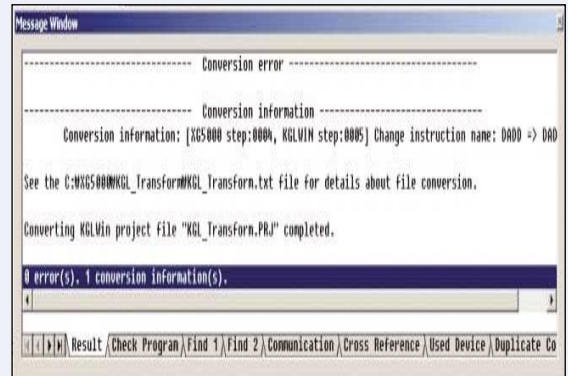 Message Window
-------------------------------- Conversion error ------------------------------------
-------------------------------- Conversion information -------------------------------
Conversion information: [XG5000 step:0004, KGLWIN step:0005] Change instruction name: DADD => DAD
See the C:₩XG5000₩KGL_Transform₩KGL_Transform.txt file for details about file conversion.
Converting KGLWin project file "KGL_Transform.PRJ" completed.
0 error(s). 1 conversion information(s).
Result Check Program Find 1 Find 2 Communication Cross Reference Used Device Duplicate Co